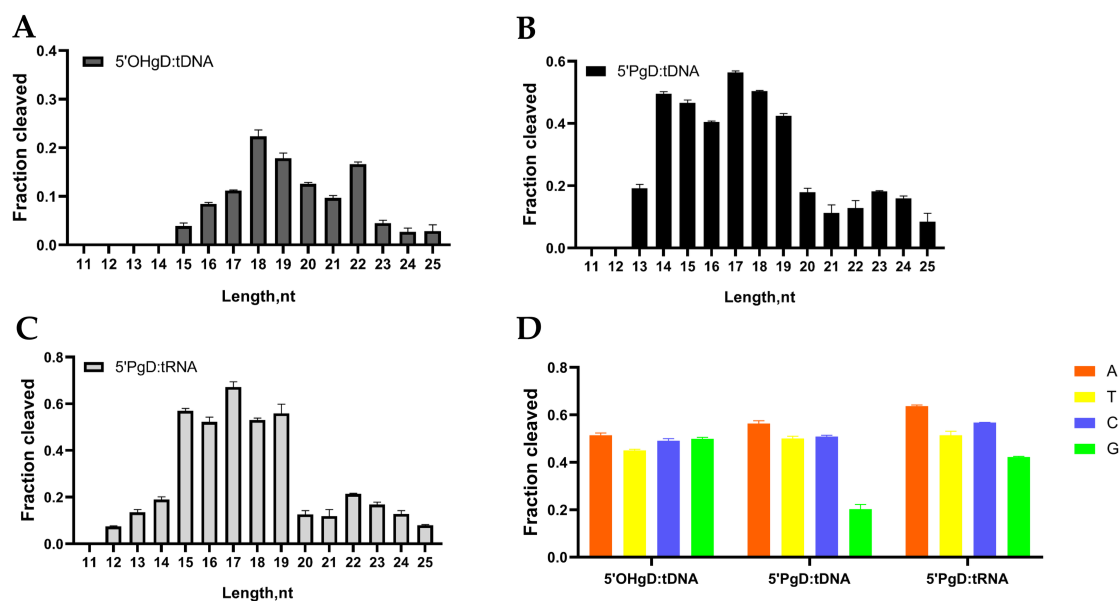 A
5'OHgD:tDNA
Fraction cleaved
0.4
0.3
0.2
0.1
0.0
11 12 13 14 15 16 17 18 19 20 21 22 23 24 25
Length,nt
B
5'PgD:tDNA
Fraction cleaved
0.6
0.4
0.2
0.0
11 12 13 14 15 16 17 18 19 20 21 22 23 24 25
Length,nt
C
5'PgD:tRNA
Fraction cleaved
0.8
0.6
0.4
0.2
0.0
11 12 13 14 15 16 17 18 19 20 21 22 23 24 25
Length,nt
D
Fraction cleaved
0.8
0.6
0.4
0.2
0.0
5'OHgD:tDNA 5'PgD:tDNA 5'PgD:tRNA
A
T
C
G